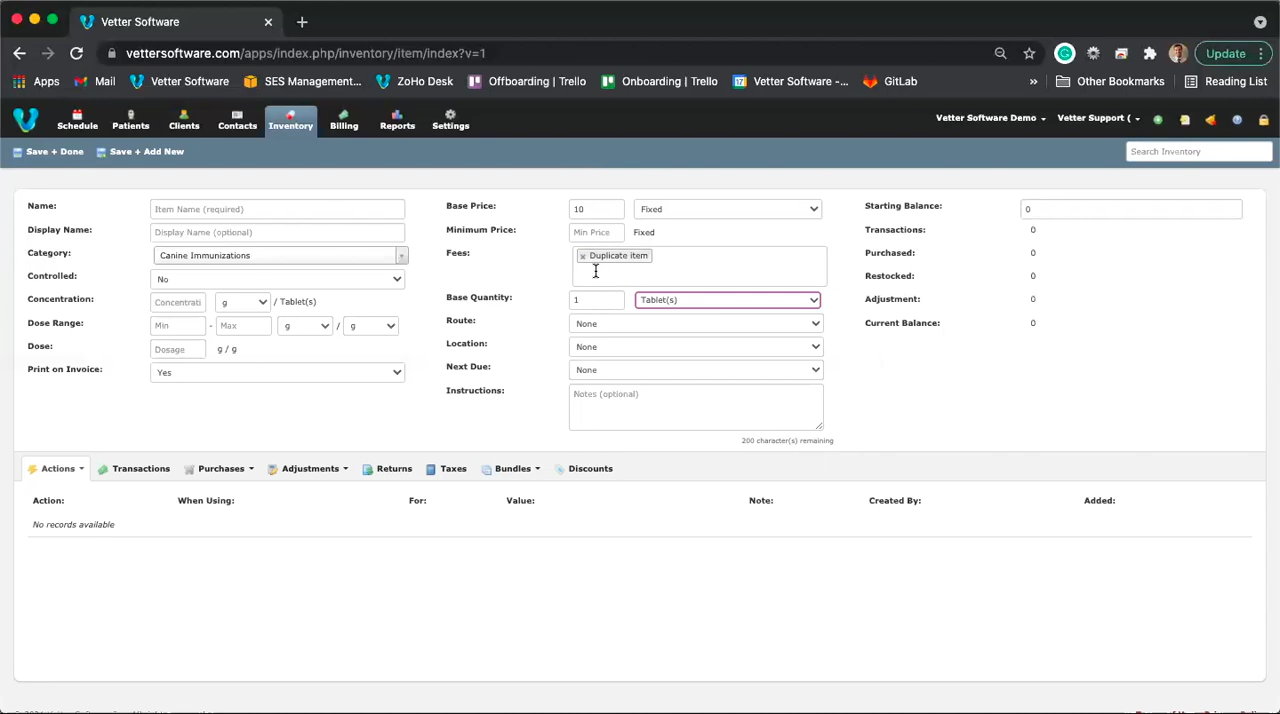 Vetter Software
vettersoftware.com/apps/index.php/inventory/item/index?v=1
Update
Apps Mail Vetter Software SES Management... ZoHo Desk Offboarding | Trello Onboarding | Trello Vetter Software -... GitLab » Other Bookmarks Reading List
Schedule Patients Clients Contacts Inventory Billing Reports Settings Vetter Software Demo Vetter Support (
Save + Done Save + Add New Search Inventory
Name: Item Name (required) Base Price: 10 Fixed Starting Balance: 0
Display Name: Display Name (optional) Minimum Price: Min Price Fixed Transactions: 0
Category: Canine Immunizations Fees: × Duplicate item Purchased: 0
Controlled: No Restocked: 0
Concentration: Concentrati g / Tablet(s) Base Quantity: 1 Tablet(s) Adjustment: 0
Dose Range: Min - Max g / g Route: None Current Balance: 0
Dose: Dosage g / g Location: None
Print on Invoice: Yes Next Due: None
Instructions: Notes (optional)
200 character(s) remaining
Actions Transactions Purchases Adjustments Returns Taxes Bundles Discounts
Action: When Using: For: Value: Note: Created By: Added:
No records available